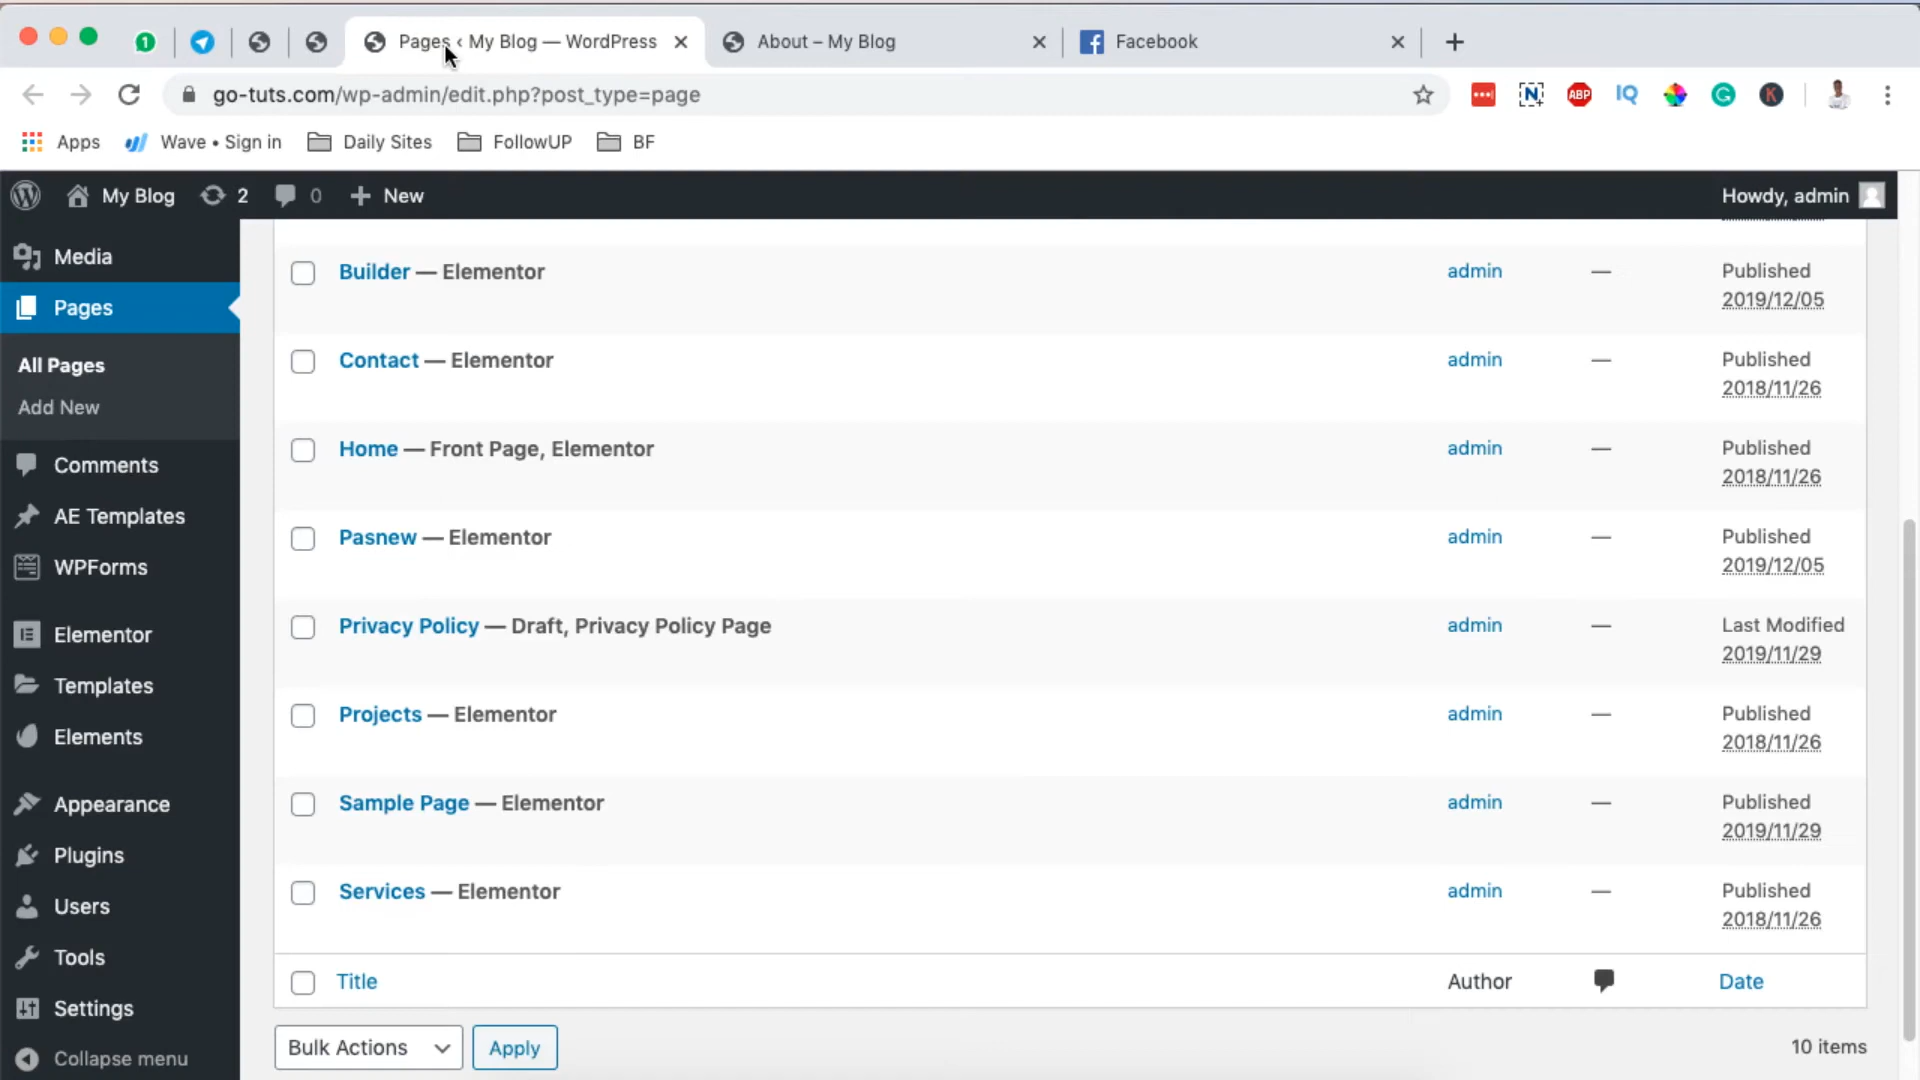 1
Pages ‹ My Blog — WordPress
About – My Blog
Facebook
go-tuts.com/wp-admin/edit.php?post_type=page
ABP
IQ
G
K
Apps
Wave • Sign in
Daily Sites
FollowUP
BF
My Blog
2
0
New
Howdy, admin
Media
Pages
All Pages
Add New
Comments
AE Templates
WPForms
Elementor
Templates
Elements
Appearance
Plugins
Users
Tools
Settings
Collapse menu
Builder — Elementor
admin
—
Published
2019/12/05
Contact — Elementor
admin
—
Published
2018/11/26
Home — Front Page, Elementor
admin
—
Published
2018/11/26
Pasnew — Elementor
admin
—
Published
2019/12/05
Privacy Policy — Draft, Privacy Policy Page
admin
—
Last Modified
2019/11/29
Projects — Elementor
admin
—
Published
2018/11/26
Sample Page — Elementor
admin
—
Published
2019/11/29
Services — Elementor
admin
—
Published
2018/11/26
Title
Author
Date
Bulk Actions
Apply
10 items